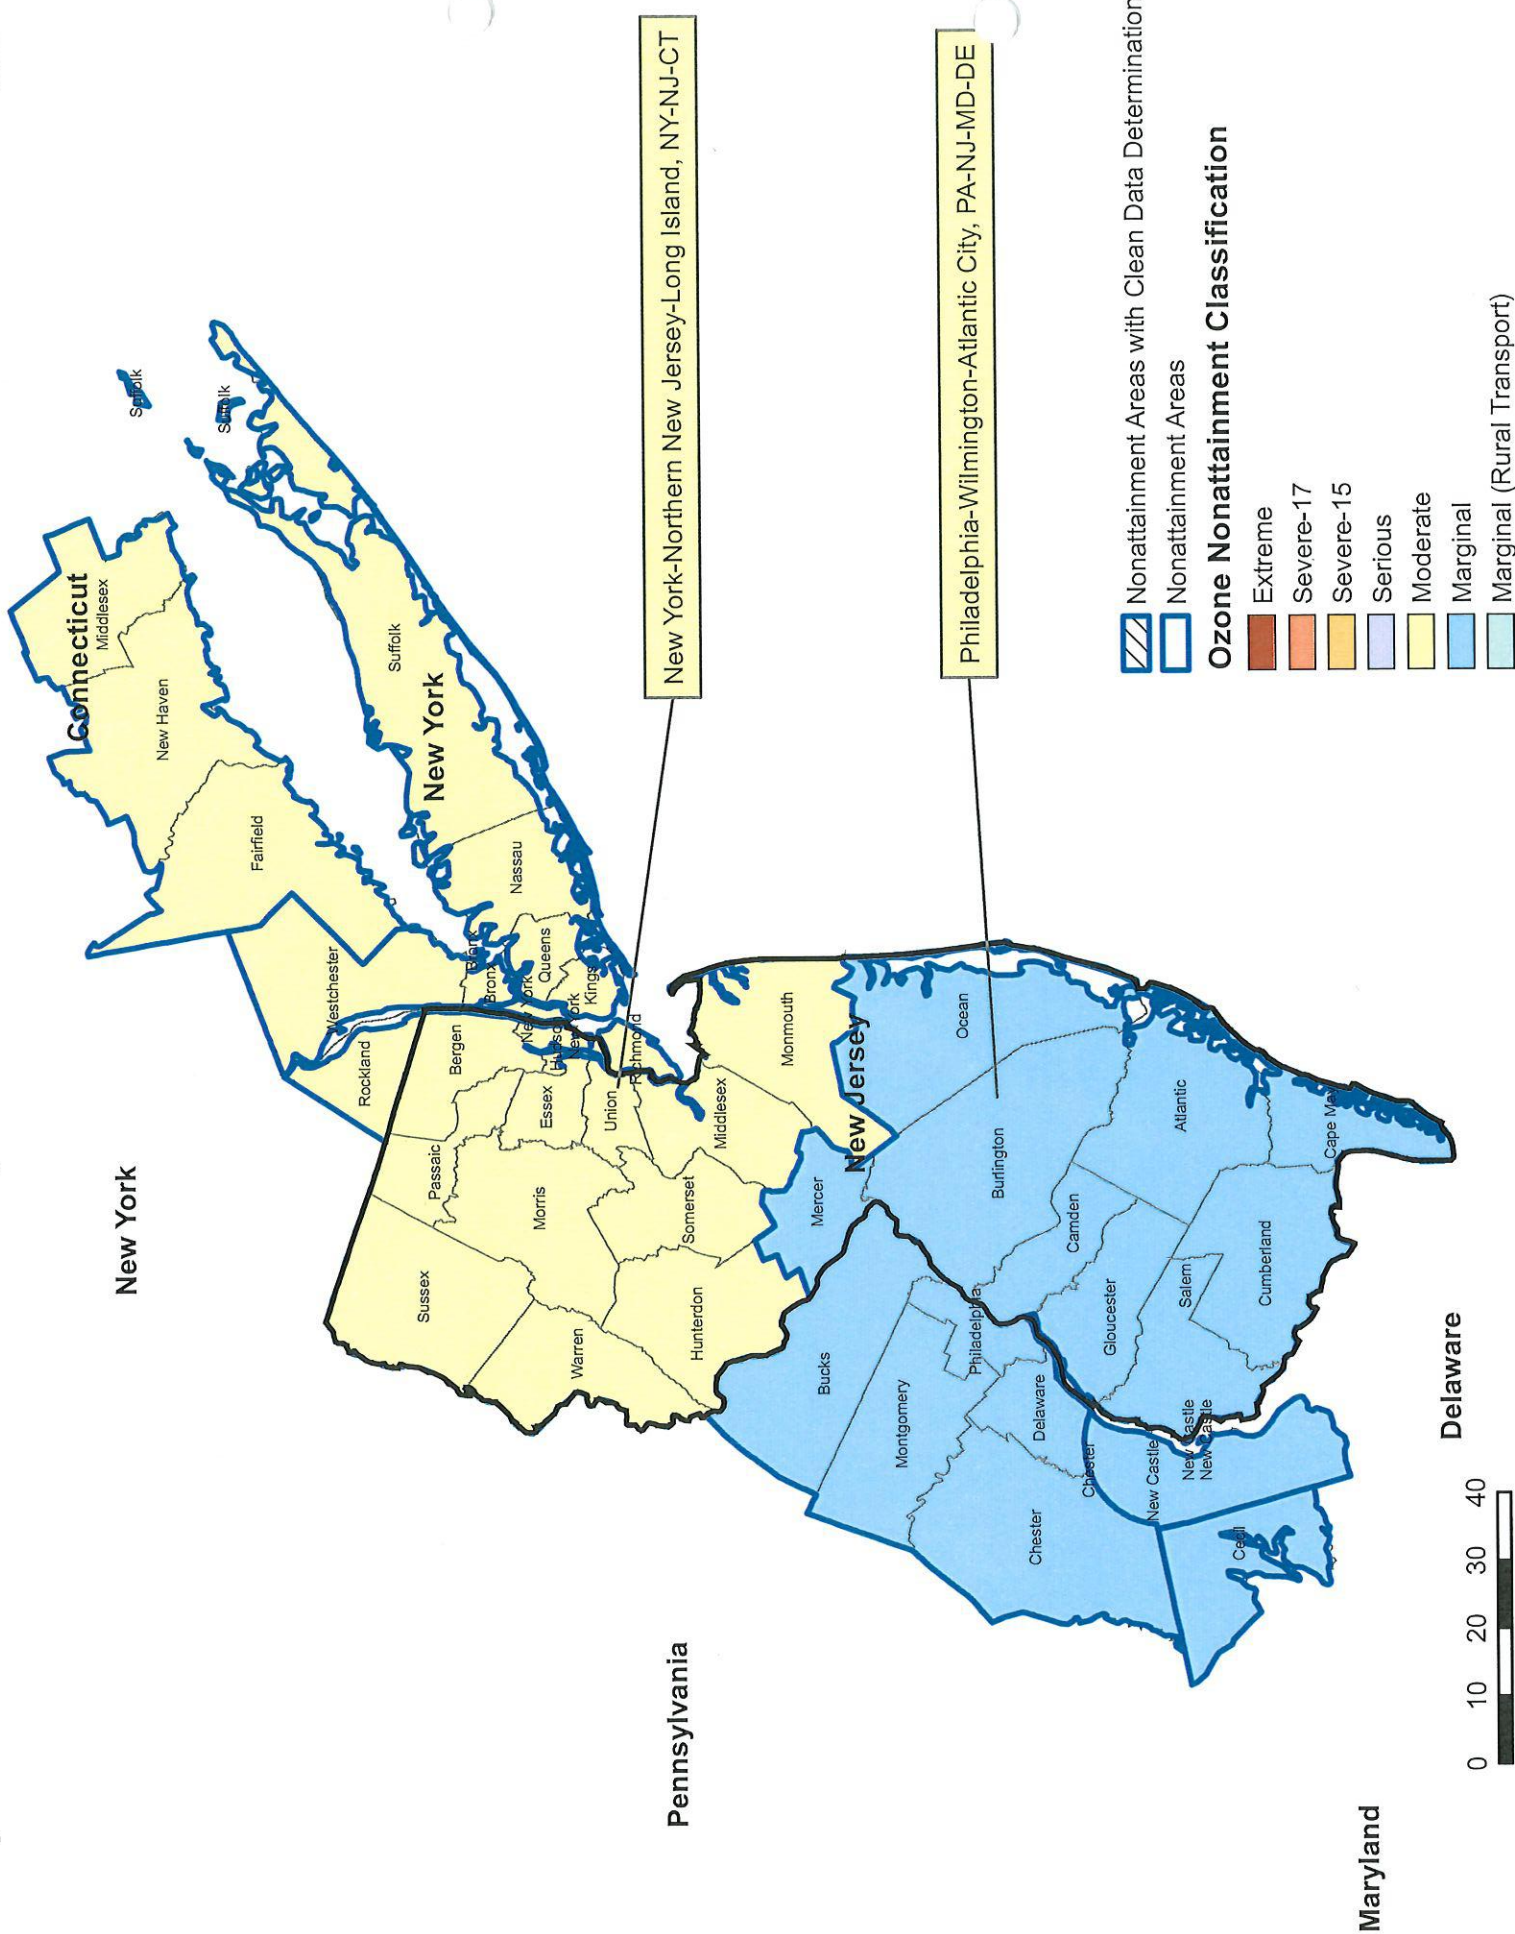 Connecticut
Middlesex
New Haven
Fairfield
Suffolk
Suffolk
Suffolk
New York
Nassau
Queens
Kings
Bronx
Bronx
New York
New York
Hudson
Richmond
Westchester
Rockland
New York
Bergen
Passaic
Sussex
Essex
Morris
Union
Warren
Middlesex
Somerset
Hunterdon
Monmouth
New Jersey
Mercer
Ocean
Burlington
Camden
Atlantic
Gloucester
Salem
Cumberland
Cape May
Bucks
Montgomery
Philadelphia
Delaware
Chester
Chester
New Castle
New Castle
New Castle
Cecil
Pennsylvania
Maryland
Delaware
New York-Northern New Jersey-Long Island, NY-NJ-CT
Philadelphia-Wilmington-Atlantic City, PA-NJ-MD-DE
Nonattainment Areas with Clean Data Determination
Nonattainment Areas
Ozone Nonattainment Classification
Extreme
Severe-17
Severe-15
Serious
Moderate
Marginal
Marginal (Rural Transport)
0 10 20 30 40